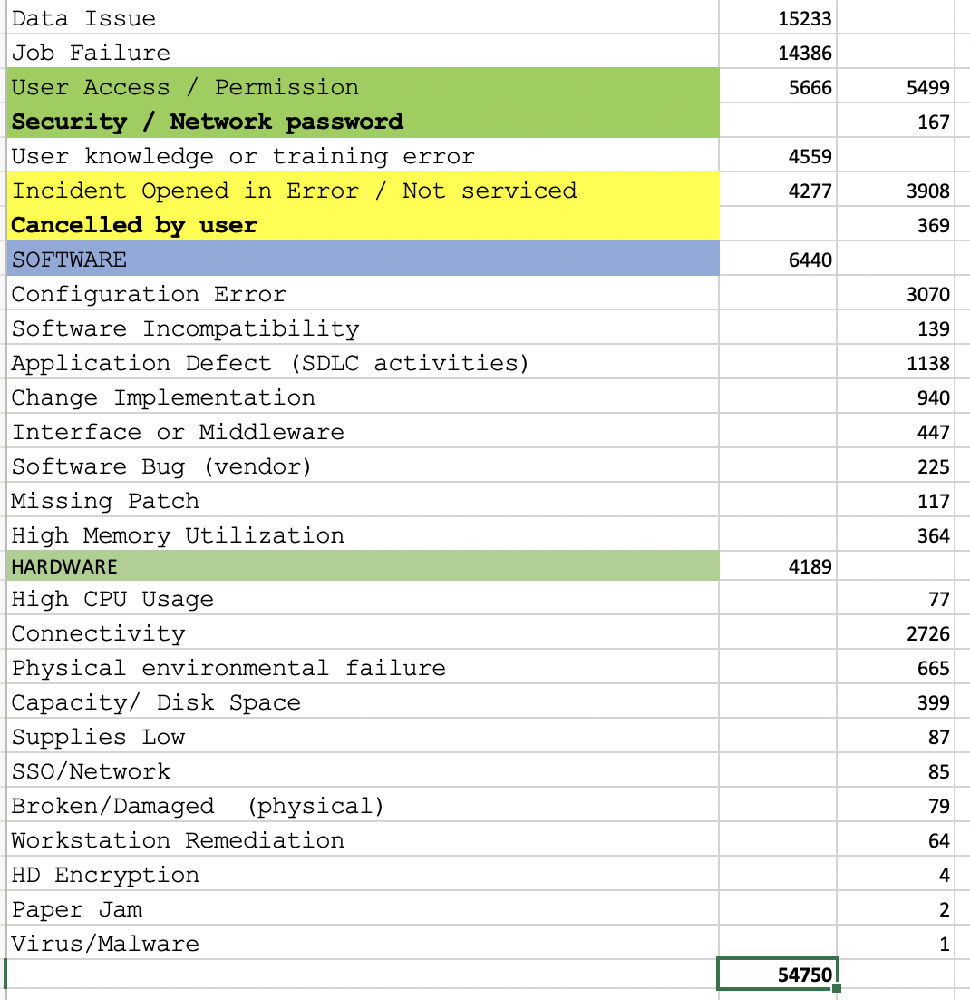 Data Issue 15233
Job Failure 14386
User Access / Permission 5666 5499
Security / Network password 167
User knowledge or training error 4559
Incident Opened in Error / Not serviced 4277 3908
Cancelled by user 369
SOFTWARE 6440
Configuration Error 3070
Software Incompatibility 139
Application Defect (SDLC activities) 1138
Change Implementation 940
Interface or Middleware 447
Software Bug (vendor) 225
Missing Patch 117
High Memory Utilization 364
HARDWARE 4189
High CPU Usage 77
Connectivity 2726
Physical environmental failure 665
Capacity/ Disk Space 399
Supplies Low 87
SSO/Network 85
Broken/Damaged  (physical) 79
Workstation Remediation 64
HD Encryption 4
Paper Jam 2
Virus/Malware 1
54750